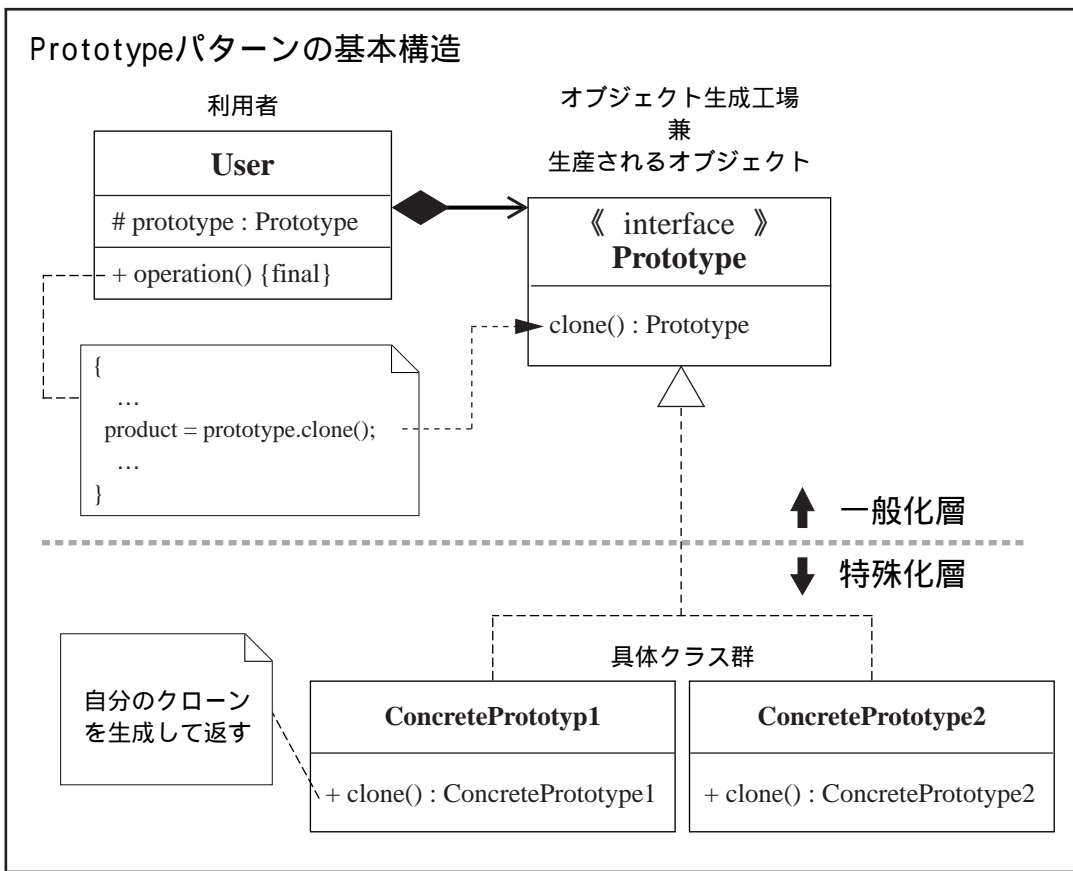 Prototypeパターンの基本構造
利用者
User
# prototype : Prototype
+ operation() {final}
オブジェクト生成工場
兼
生産されるオブジェクト
《 interface 》
Prototype
clone() : Prototype
{
…
product = prototype.clone();
…
}
一般化層
特殊化層
自分のクローン
を生成して返す
具体クラス群
ConcretePrototyp1
+ clone() : ConcretePrototype1
ConcretePrototype2
+ clone() : ConcretePrototype2